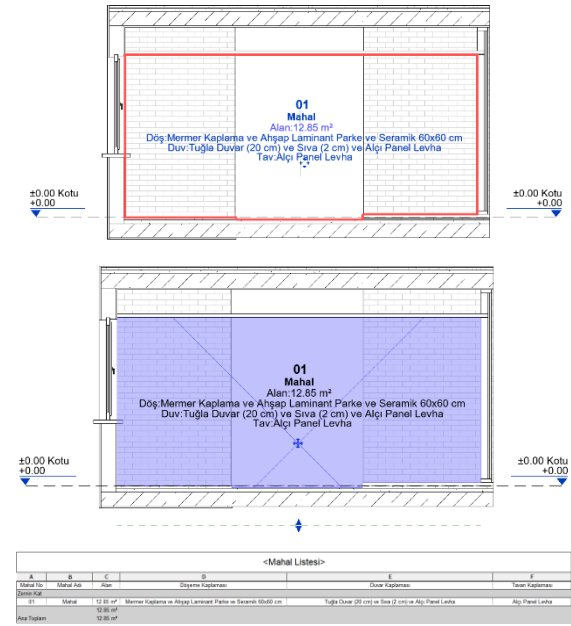 01
Mahal
Alan:12.85 m²
Döş:Mermer Kaplama ve Ahşap Laminant Parke ve Seramik 60x60 cm
Duv:Tuğla Duvar (20 cm) ve Sıva (2 cm) ve Alçı Panel Levha
Tav:Alçı Panel Levha
±0.00 Kotu
+0.00
±0.00 Kotu
+0.00
01
Mahal
Alan:12.85 m²
Döş:Mermer Kaplama ve Ahşap Laminant Parke ve Seramik 60x60 cm
Duv:Tuğla Duvar (20 cm) ve Sıva (2 cm) ve Alçı Panel Levha
Tav:Alçı Panel Levha
±0.00 Kotu
+0.00
±0.00 Kotu
+0.00
<Mahal Listesi>
A B C D E F
Mahal No Mahal Adı Alan Döşeme Kaplaması Duvar Kaplaması Tavan Kaplaması
Zemin Kat
01 Mahal 12.85 m² Mermer Kaplama ve Ahşap Laminant Parke ve Seramik 60x60 cm Tuğla Duvar (20 cm) ve Sıva (2 cm) ve Alçı Panel Levha Alçı Panel Levha
12.85 m²
Ana Toplam 12.85 m²